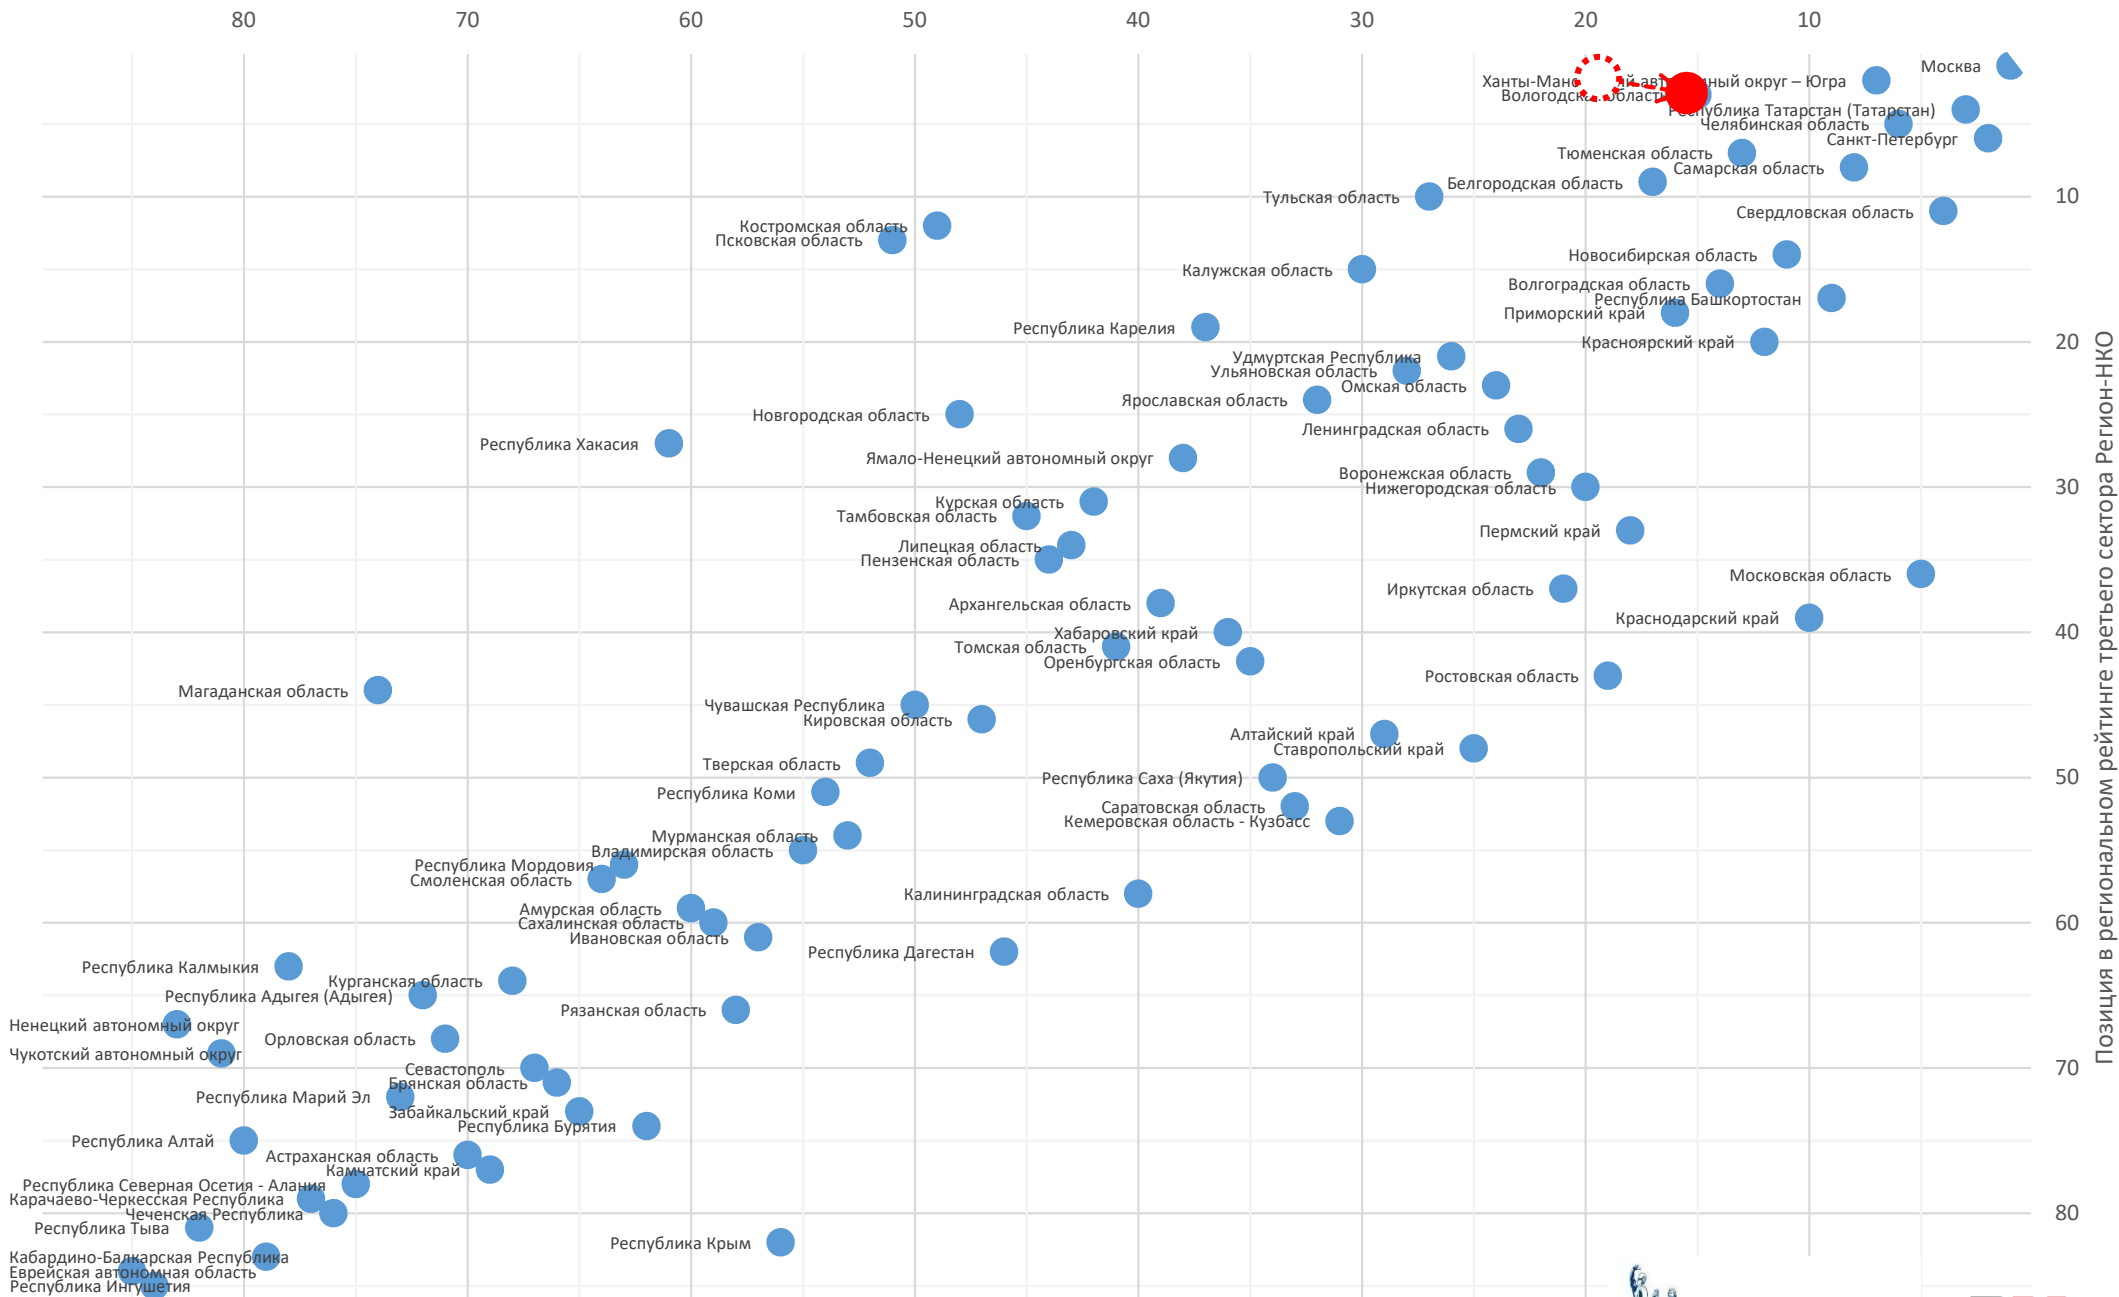 80 70 60 50 40 30 20 10
Москва
Ханты-Манс й автономный округ – Югра
Вологодская область
Республика Татарстан (Татарстан)
Челябинская область
Санкт-Петербург
Тюменская область
Самарская область
Белгородская область
Тульская область
10
Свердловская область
Костромская область
Псковская область
Новосибирская область
Калужская область
Волгоградская область
Республика Башкортостан
Приморский край
Республика Карелия
Красноярский край
20
Удмуртская Республика
Ульяновская область
Омская область
Ярославская область
Новгородская область
Ленинградская область
Республика Хакасия
Ямало-Ненецкий автономный округ
Воронежская область
Нижегородская область
30
Курская область
Тамбовская область
Пермский край
Липецкая область
Пензенская область
Московская область
Иркутская область
Архангельская область
Краснодарский край
Хабаровский край
40
Томская область
Оренбургская область
Ростовская область
Магаданская область
Чувашская Республика
Кировская область
Алтайский край
Ставропольский край
Тверская область
Республика Саха (Якутия)
50
Республика Коми
Саратовская область
Кемеровская область - Кузбасс
Мурманская область
Владимирская область
Республика Мордовия
Смоленская область
Калининградская область
Амурская область
Сахалинская область
60
Ивановская область
Республика Дагестан
Республика Калмыкия
Курганская область
Республика Адыгея (Адыгея)
Рязанская область
Ненецкий автономный округ
Орловская область
Чукотский автономный округ
Севастополь
70
Брянская область
Республика Марий Эл
Забайкальский край
Республика Бурятия
Республика Алтай
Астраханская область
Камчатский край
Республика Северная Осетия - Алания
Карачаево-Черкесская Республика
Чеченская Республика
80
Республика Тыва
Республика Крым
Кабардино-Балкарская Республика
Еврейская автономная область
Республика Ингушетия
Позиция в региональном рейтинге третьего сектора Регион-НКО